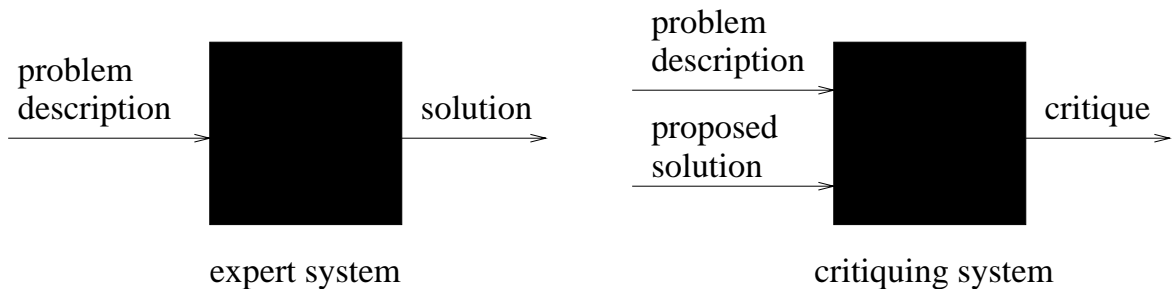 problem
description
solution
expert system
problem
description
proposed
solution
critique
critiquing system